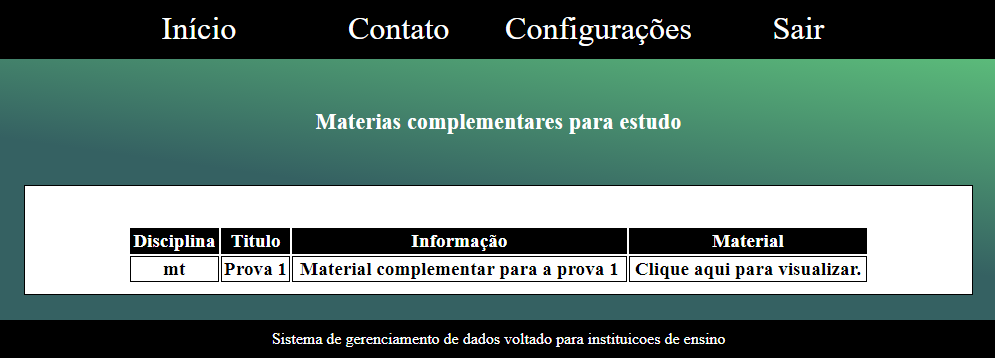 Início Contato Configurações Sair
Materias complementares para estudo
Disciplina Titulo Informação Material
mt Prova 1 Material complementar para a prova 1 Clique aqui para visualizar.
Sistema de gerenciamento de dados voltado para instituicoes de ensino